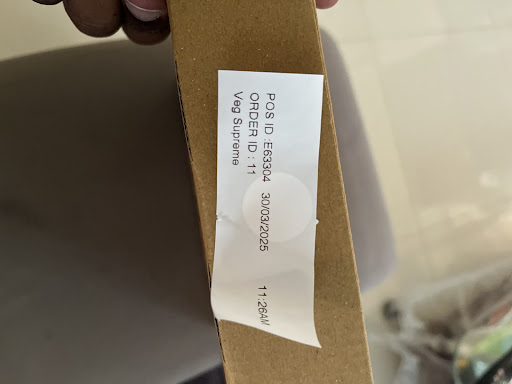 POS ID :E63304 30/03/2025 11:26AM
ORDER ID : 11
Veg Supreme